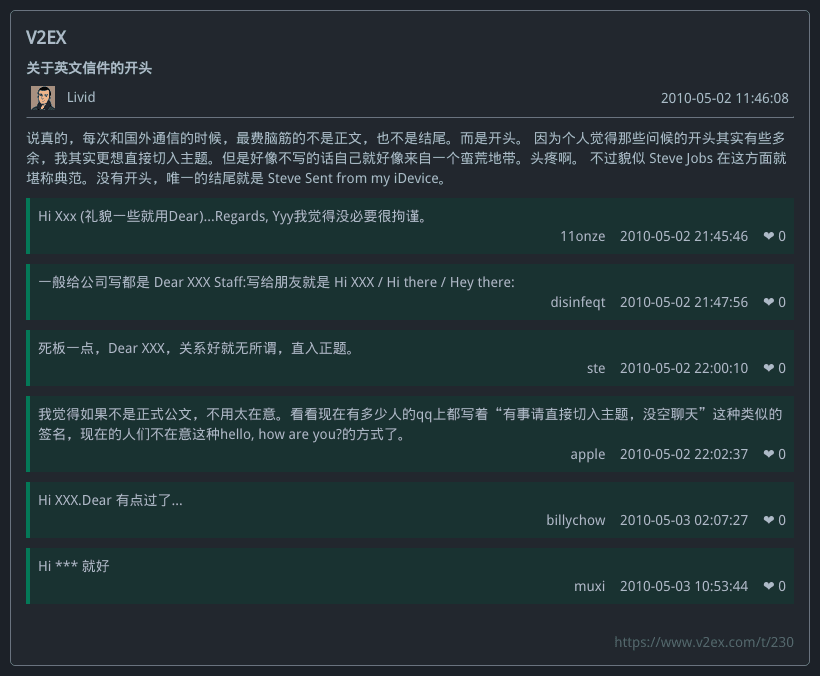 V2EX
关于英文信件的开头
Livid
2010-05-02 11:46:08
说真的，每次和国外通信的时候，最费脑筋的不是正文，也不是结尾。而是开头。 因为个人觉得那些问候的开头其实有些多
余，我其实更想直接切入主题。但是好像不写的话自己就好像来自一个蛮荒地带。头疼啊。 不过貌似 Steve Jobs 在这方面就
堪称典范。没有开头，唯一的结尾就是 Steve Sent from my iDevice。
Hi Xxx (礼貌一些就用Dear)...Regards, Yyy我觉得没必要很拘谨。
11onze 2010-05-02 21:45:46 ❤ 0
一般给公司写都是 Dear XXX Staff:写给朋友就是 Hi XXX / Hi there / Hey there:
disinfeqt 2010-05-02 21:47:56 ❤ 0
死板一点，Dear XXX，关系好就无所谓，直入正题。
ste 2010-05-02 22:00:10 ❤ 0
我觉得如果不是正式公文，不用太在意。看看现在有多少人的qq上都写着“有事请直接切入主题，没空聊天”这种类似的
签名，现在的人们不在意这种hello, how are you?的方式了。
apple 2010-05-02 22:02:37 ❤ 0
Hi XXX.Dear 有点过了...
billychow 2010-05-03 02:07:27 ❤ 0
Hi *** 就好
muxi 2010-05-03 10:53:44 ❤ 0
https://www.v2ex.com/t/230